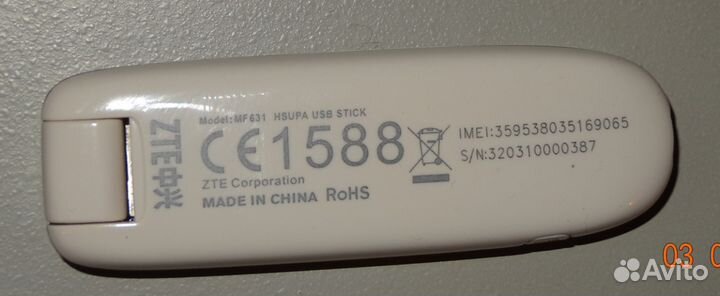 ZTE中兴
Model:MF631 HSUPA USB STICK
CE1588
ZTE Corporation
MADE IN CHINA RoHS
IMEI:359538035169065
S/N:320310000387
03
Avito